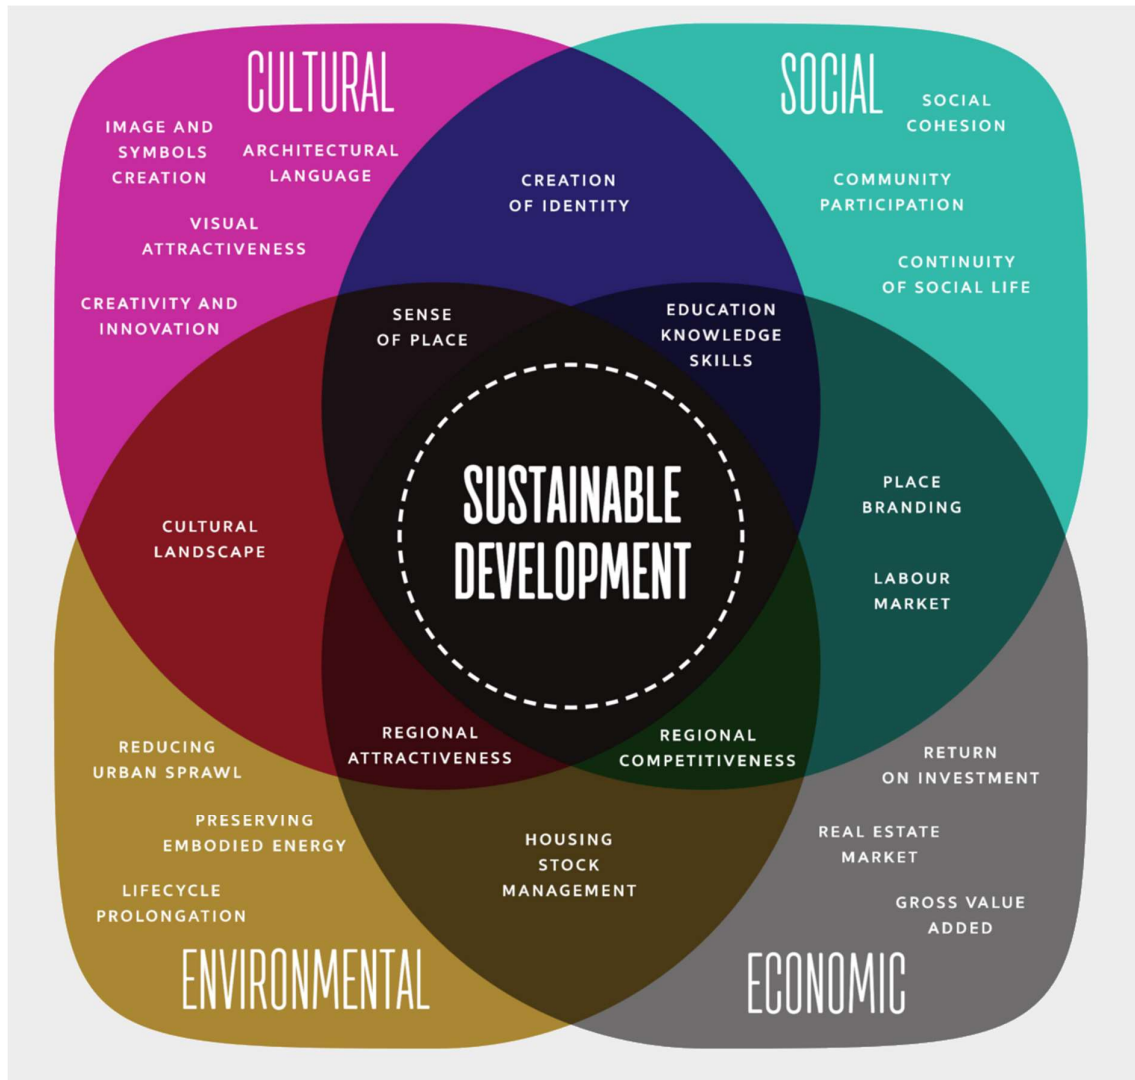 CULTURAL
IMAGE AND
SYMBOLS
CREATION
ARCHITECTURAL
LANGUAGE
VISUAL
ATTRACTIVENESS
CREATIVITY AND
INNOVATION
CREATION
OF IDENTITY
SOCIAL
SOCIAL
COHESION
COMMUNITY
PARTICIPATION
CONTINUITY
OF SOCIAL LIFE
SENSE
OF PLACE
EDUCATION
KNOWLEDGE
SKILLS
CULTURAL
LANDSCAPE
SUSTAINABLE
DEVELOPMENT
PLACE
BRANDING
LABOUR
MARKET
REGIONAL
ATTRACTIVENESS
REGIONAL
COMPETITIVENESS
REDUCING
URBAN SPRAWL
PRESERVING
EMBODIED ENERGY
LIFECYCLE
PROLONGATION
ENVIRONMENTAL
HOUSING
STOCK
MANAGEMENT
RETURN
ON INVESTMENT
REAL ESTATE
MARKET
GROSS VALUE
ADDED
ECONOMIC